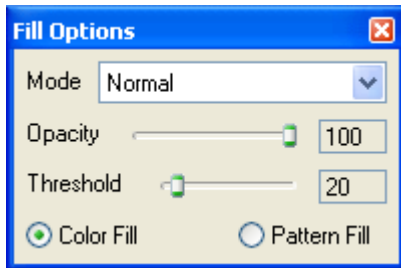 Fill Options
Mode Normal
Opacity 100
Threshold 20
Color Fill Pattern Fill